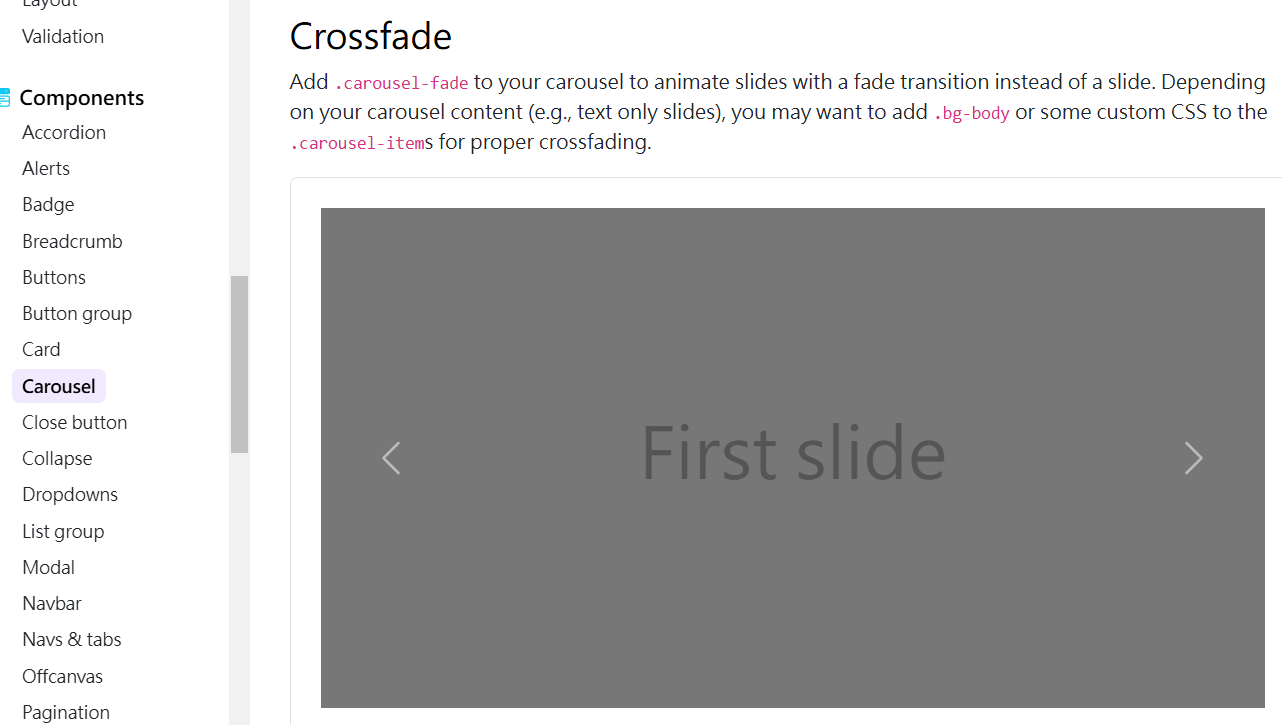 Layout
Validation
Components
Accordion
Alerts
Badge
Breadcrumb
Buttons
Button group
Card
Carousel
Close button
Collapse
Dropdowns
List group
Modal
Navbar
Navs & tabs
Offcanvas
Pagination
Crossfade
Add .carousel-fade to your carousel to animate slides with a fade transition instead of a slide. Depending
on your carousel content (e.g., text only slides), you may want to add .bg-body or some custom CSS to the
.carousel-items for proper crossfading.
First slide